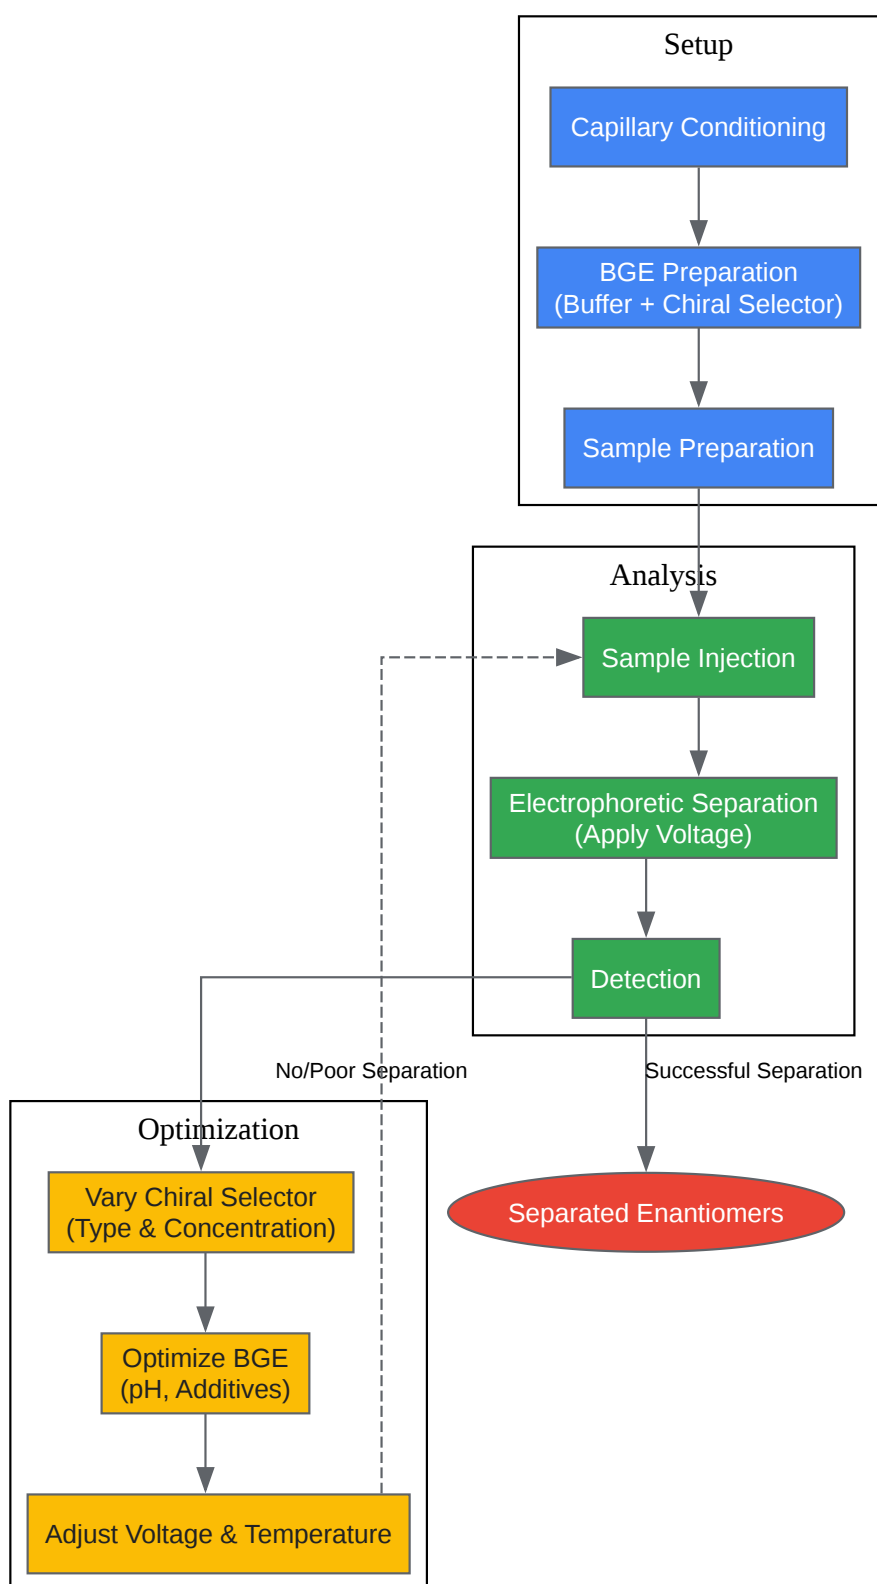 Setup
Capillary Conditioning
BGE Preparation
(Buffer + Chiral Selector)
Sample Preparation
Analysis
Sample Injection
Electrophoretic Separation
(Apply Voltage)
Detection
No/Poor Separation
Successful Separation
Optimization
Vary Chiral Selector
(Type & Concentration)
Separated Enantiomers
Optimize BGE
(pH, Additives)
Adjust Voltage & Temperature